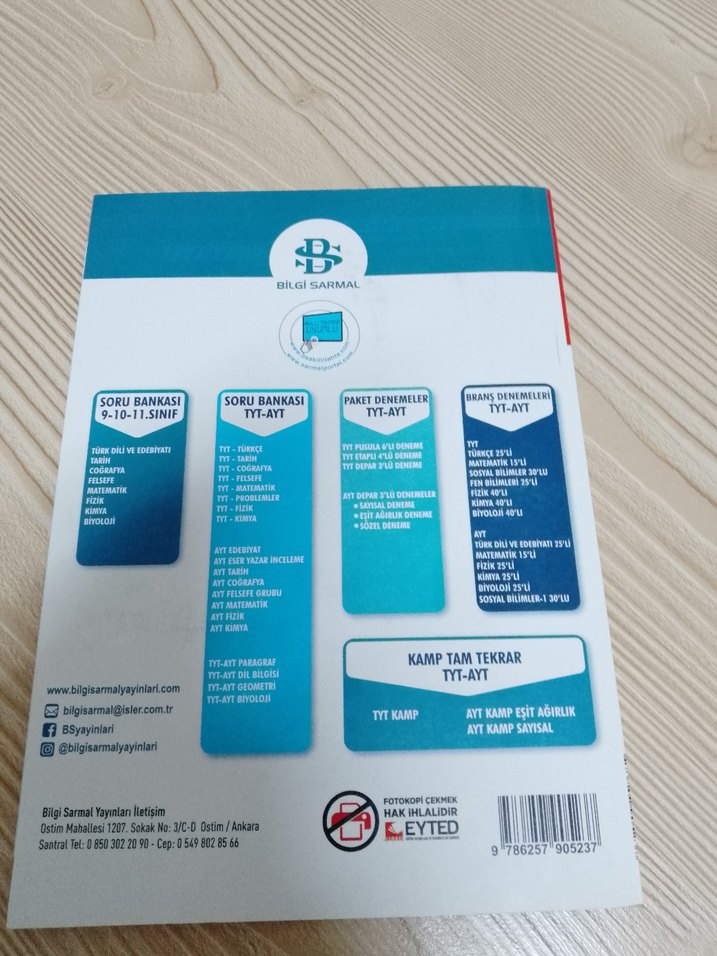 BS
BİLGİ SARMAL
UYUMLU
www.bsakillitahta.com
www.sarmalportal.com
SORU BANKASI
9-10-11.SINIF
TÜRK DİLİ VE EDEBİYATI
TARİH
COĞRAFYA
FELSEFE
MATEMATİK
FİZİK
KİMYA
BİYOLOJİ
SORU BANKASI
TYT-AYT
TYT - TÜRKÇE
TYT - TARİH
TYT - COĞRAFYA
TYT - FELSEFE
TYT - MATEMATİK
TYT - PROBLEMLER
TYT - FİZİK
TYT - KİMYA
AYT EDEBİYAT
AYT ESER YAZAR İNCELEME
AYT TARİH
AYT COĞRAFYA
AYT FELSEFE GRUBU
AYT MATEMATİK
AYT FİZİK
AYT KİMYA
TYT-AYT PARAGRAF
TYT-AYT DİL BİLGİSİ
TYT-AYT GEOMETRİ
TYT-AYT BİYOLOJİ
PAKET DENEMELER
TYT-AYT
TYT PUSULA 6'LI DENEME
TYT ETAPLI 4'LÜ DENEME
TYT DEPAR 3'LÜ DENEME
AYT DEPAR 3'LÜ DENEMELER
• SAYISAL DENEME
• EŞİT AĞIRLIK DENEME
• SÖZEL DENEME
BRANŞ DENEMELERİ
TYT-AYT
TYT
TÜRKÇE 25'Lİ
MATEMATİK 15'Lİ
SOSYAL BİLİMLER 30'LU
FEN BİLİMLERİ 25'Lİ
FİZİK 40'LI
KİMYA 40'LI
BİYOLOJİ 40'LI
AYT
TÜRK DİLİ VE EDEBİYATI 25'Lİ
MATEMATİK 15'Lİ
FİZİK 25'Lİ
KİMYA 25'Lİ
BİYOLOJİ 25'Lİ
SOSYAL BİLİMLER-1 30'LU
KAMP TAM TEKRAR
TYT-AYT
TYT KAMP
AYT KAMP EŞİT AĞIRLIK
AYT KAMP SAYISAL
www.bilgisarmalyayinlari.com
bilgisarmal@isler.com.tr
BSyayinlari
@bilgisarmalyayinlari
Bilgi Sarmal Yayınları İletişim
Ostim Mahallesi 1207. Sokak No: 3/C-D Ostim / Ankara
Santral Tel: 0 850 302 20 90 - Cep: 0 549 802 85 66
FOTOKOPİ ÇEKMEK
HAK İHLALİDİR
EYTED
9 786257 905237